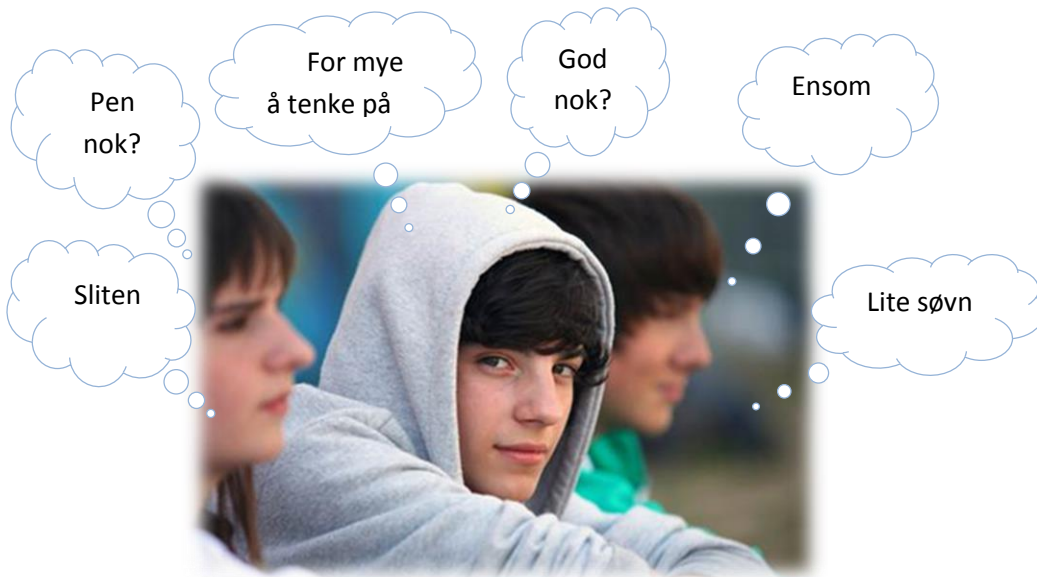 Pen
nok?
For mye
å tenke på
God
nok?
Ensom
Sliten
Lite søvn